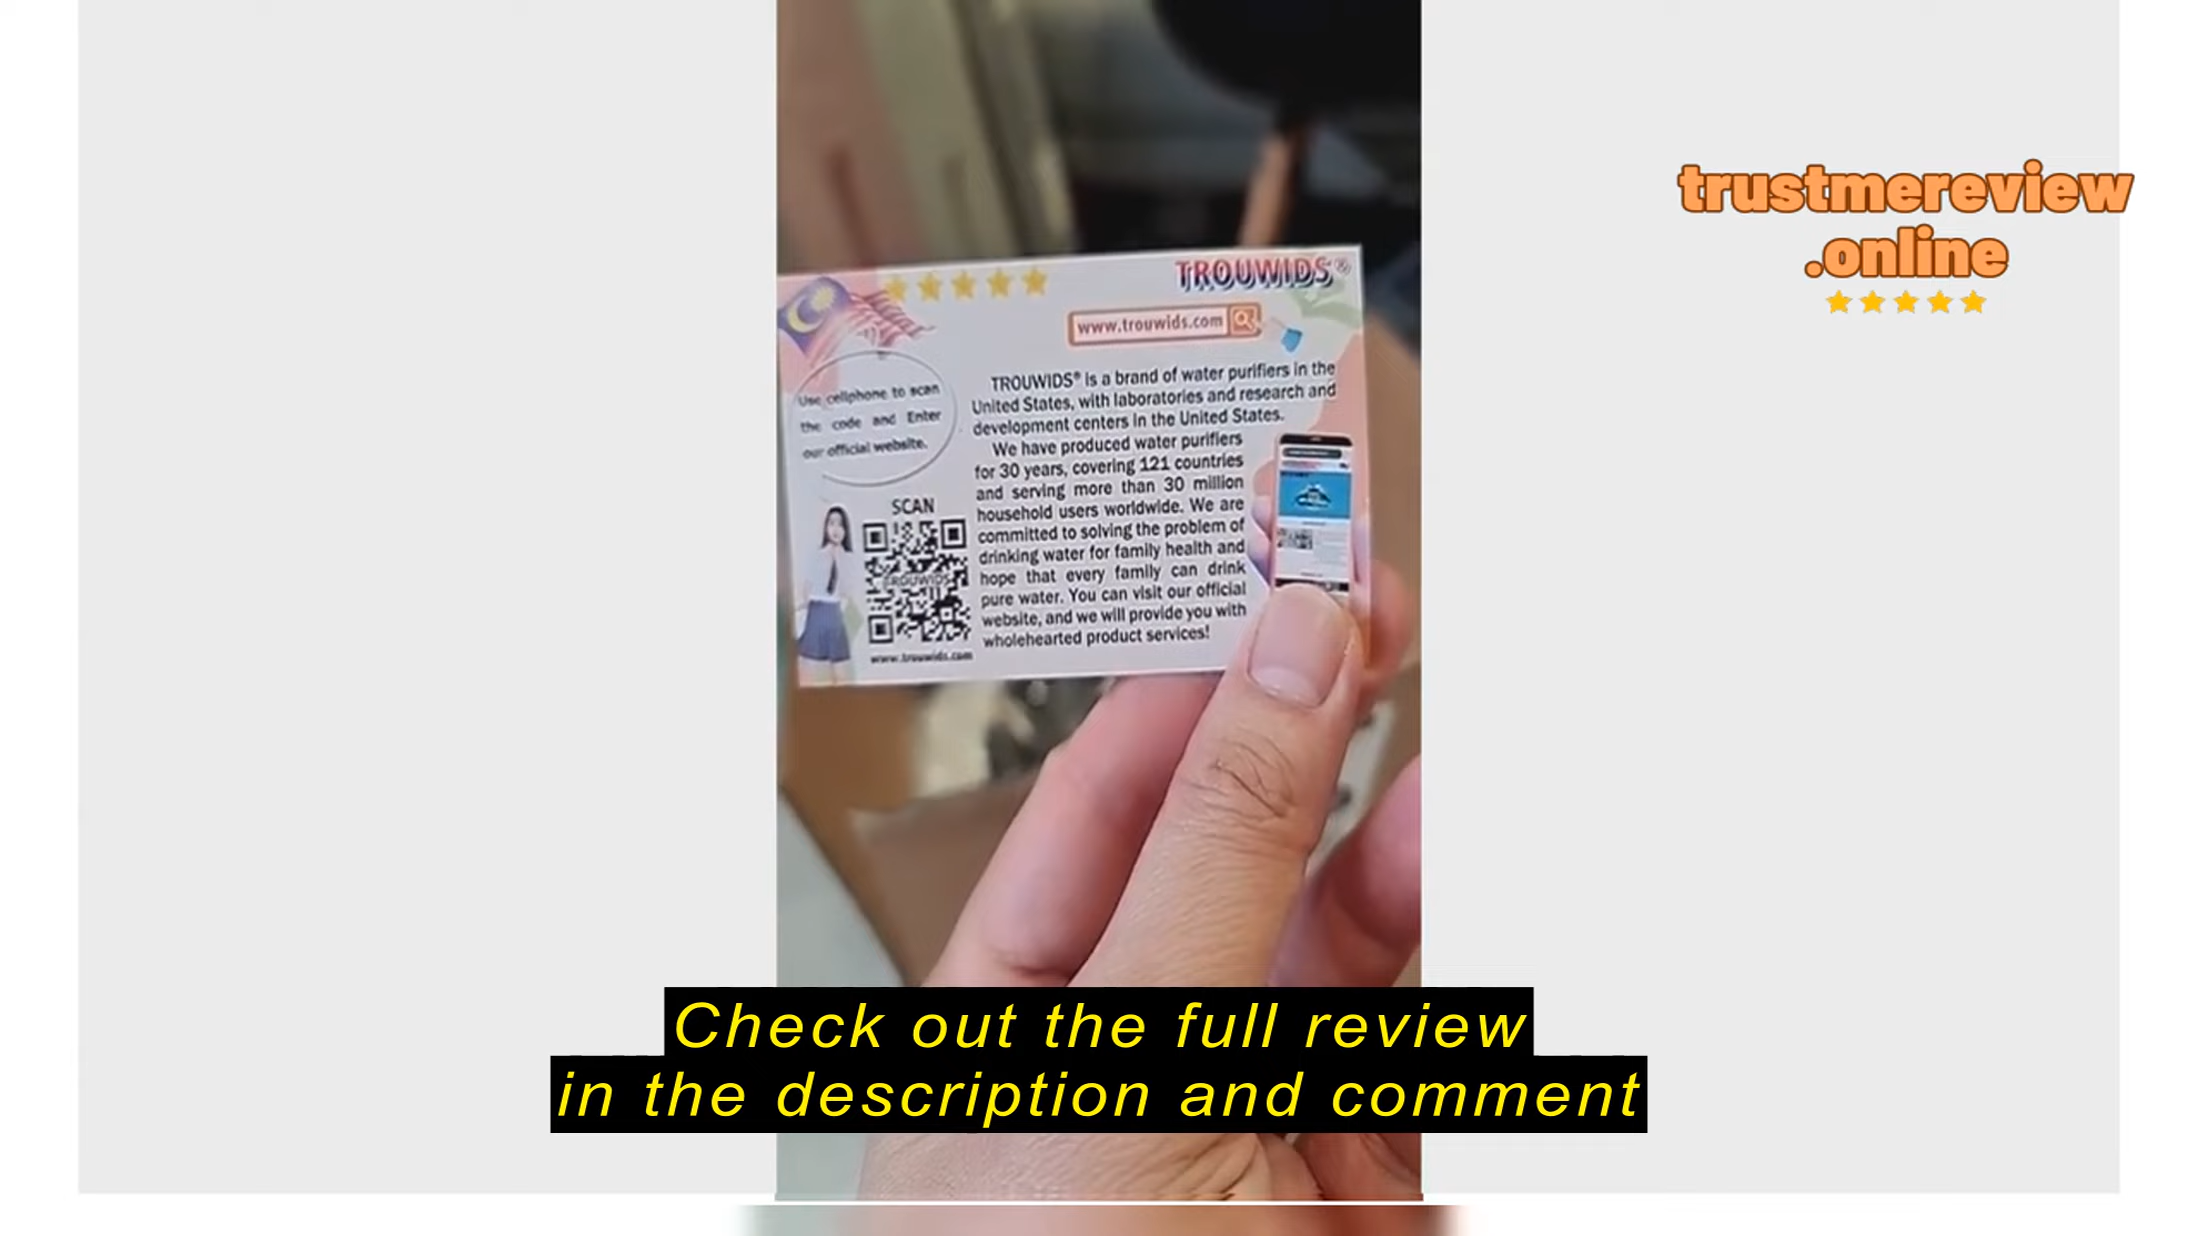 trustmereview
.online
TROUWIDS®
www.trouwids.com
Use cellphone to scan
the code and Enter
our official website.
SCAN
TROUWIDS
www.trouwids.com
TROUWIDS® is a brand of water purifiers in the
United States, with laboratories and research and
development centers in the United States.
We have produced water purifiers
for 30 years, covering 121 countries
and serving more than 30 million
household users worldwide. We are
committed to solving the problem of
drinking water for family health and
hope that every family can drink
pure water. You can visit our official
website, and we will provide you with
wholehearted product services!
Check out the full review
in the description and comment